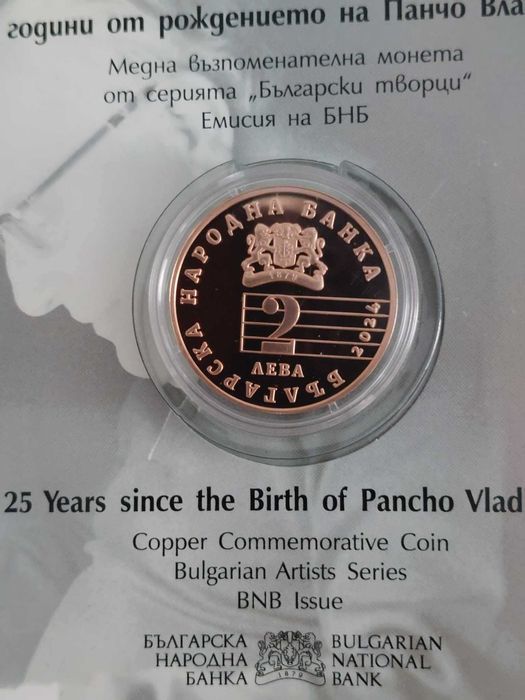 години от рождението на Панчо Вла
Медна възпоменателна монета
от серията „Български творци“
Емисия на БНБ
БЪЛГАРСКА НАРОДНА БАНКА
1879
2
ЛЕВА
2024
25 Years since the Birth of Pancho Vlad
Copper Commemorative Coin
Bulgarian Artists Series
BNB Issue
БЪЛГАРСКА
НАРОДНА
БАНКА
1879
BULGARIAN
NATIONAL
BANK